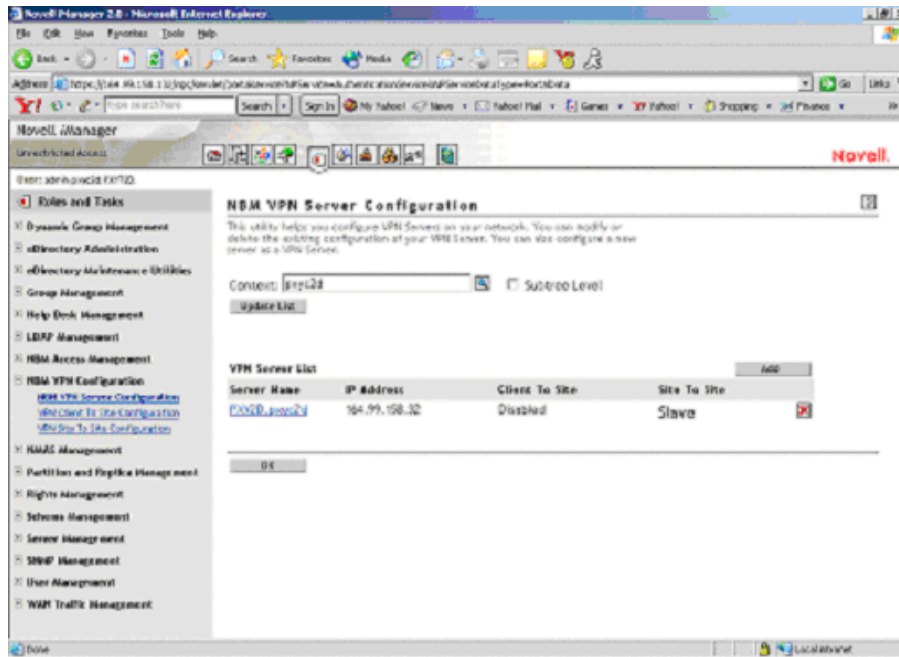 Novell iManager 2.0 - Microsoft Internet Explorer
File Edit View Favorites Tools Help
Back Search Favorites Media
Address
Search Sign In My Yahoo! News Yahoo! Mail Games Yahoo! Shopping Finance
Go Links
Novell iManager
Unrestricted Access
Novell.
Roles and Tasks
Dynamic Group Management
eDirectory Administration
eDirectory Maintenance Utilities
Group Management
Help Desk Management
LDAP Management
NBM Access Management
NBM VPN Configuration
NBM VPN Server Configuration
VPN Client To Site Configuration
VPN Site To Site Configuration
NMAS Management
Partition and Replica Management
Rights Management
Schema Management
Server Management
SNMP Management
User Management
WAN Traffic Management
NBM VPN Server Configuration
This utility helps you configure VPN Servers on your network. You can modify or
delete the existing configuration of your VPN Server. You can also configure a new
server as a VPN Server.
Context: Subtree Level
Update List
VPN Server List
Add
Server Name IP Address Client To Site Site To Site
164.99.158.32 Disabled Slave
OK
Done
Local intranet